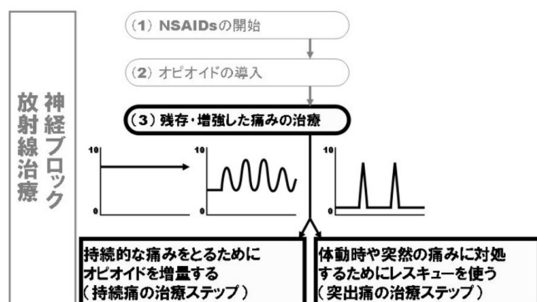 (1) NSAIDsの開始
(2) オピオイドの導入
(3) 残存・増強した痛みの治療
神経ブロック
放射線治療
10
0
10
0
10
0
持続的な痛みをとるために
オピオイドを増量する
(持続痛の治療ステップ)
体動時や突然の痛みに対処
するためにレスキューを使う
(突出痛の治療ステップ)